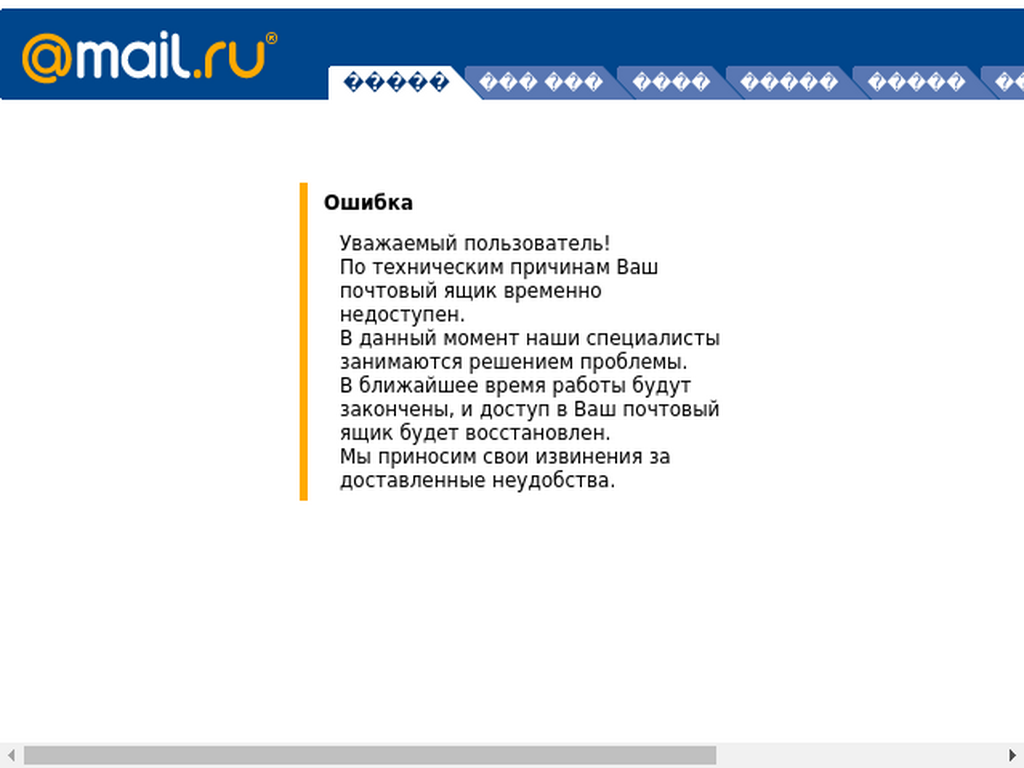 @mail.ru®
Ошибка
Уважаемый пользователь!
По техническим причинам Ваш
почтовый ящик временно
недоступен.
В данный момент наши специалисты
занимаются решением проблемы.
В ближайшее время работы будут
закончены, и доступ в Ваш почтовый
ящик будет восстановлен.
Мы приносим свои извинения за
доставленные неудобства.